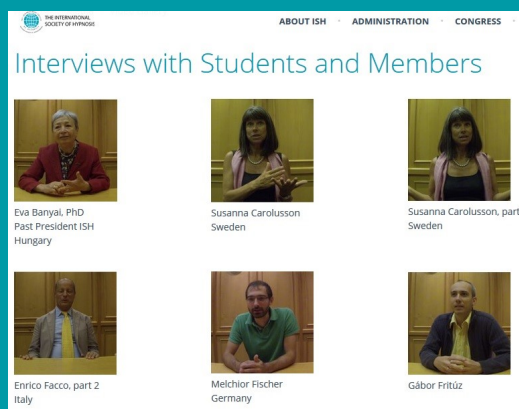 THE INTERNATIONAL
SOCIETY OF HYPNOSIS
ABOUT ISH · ADMINISTRATION · CONGRESS ·
Interviews with Students and Members
Eva Banyai, PhD
Past President ISH
Hungary
Susanna Carolusson
Sweden
Susanna Carolusson, part
Sweden
Enrico Facco, part 2
Italy
Melchior Fischer
Germany
Gábor Fritúz